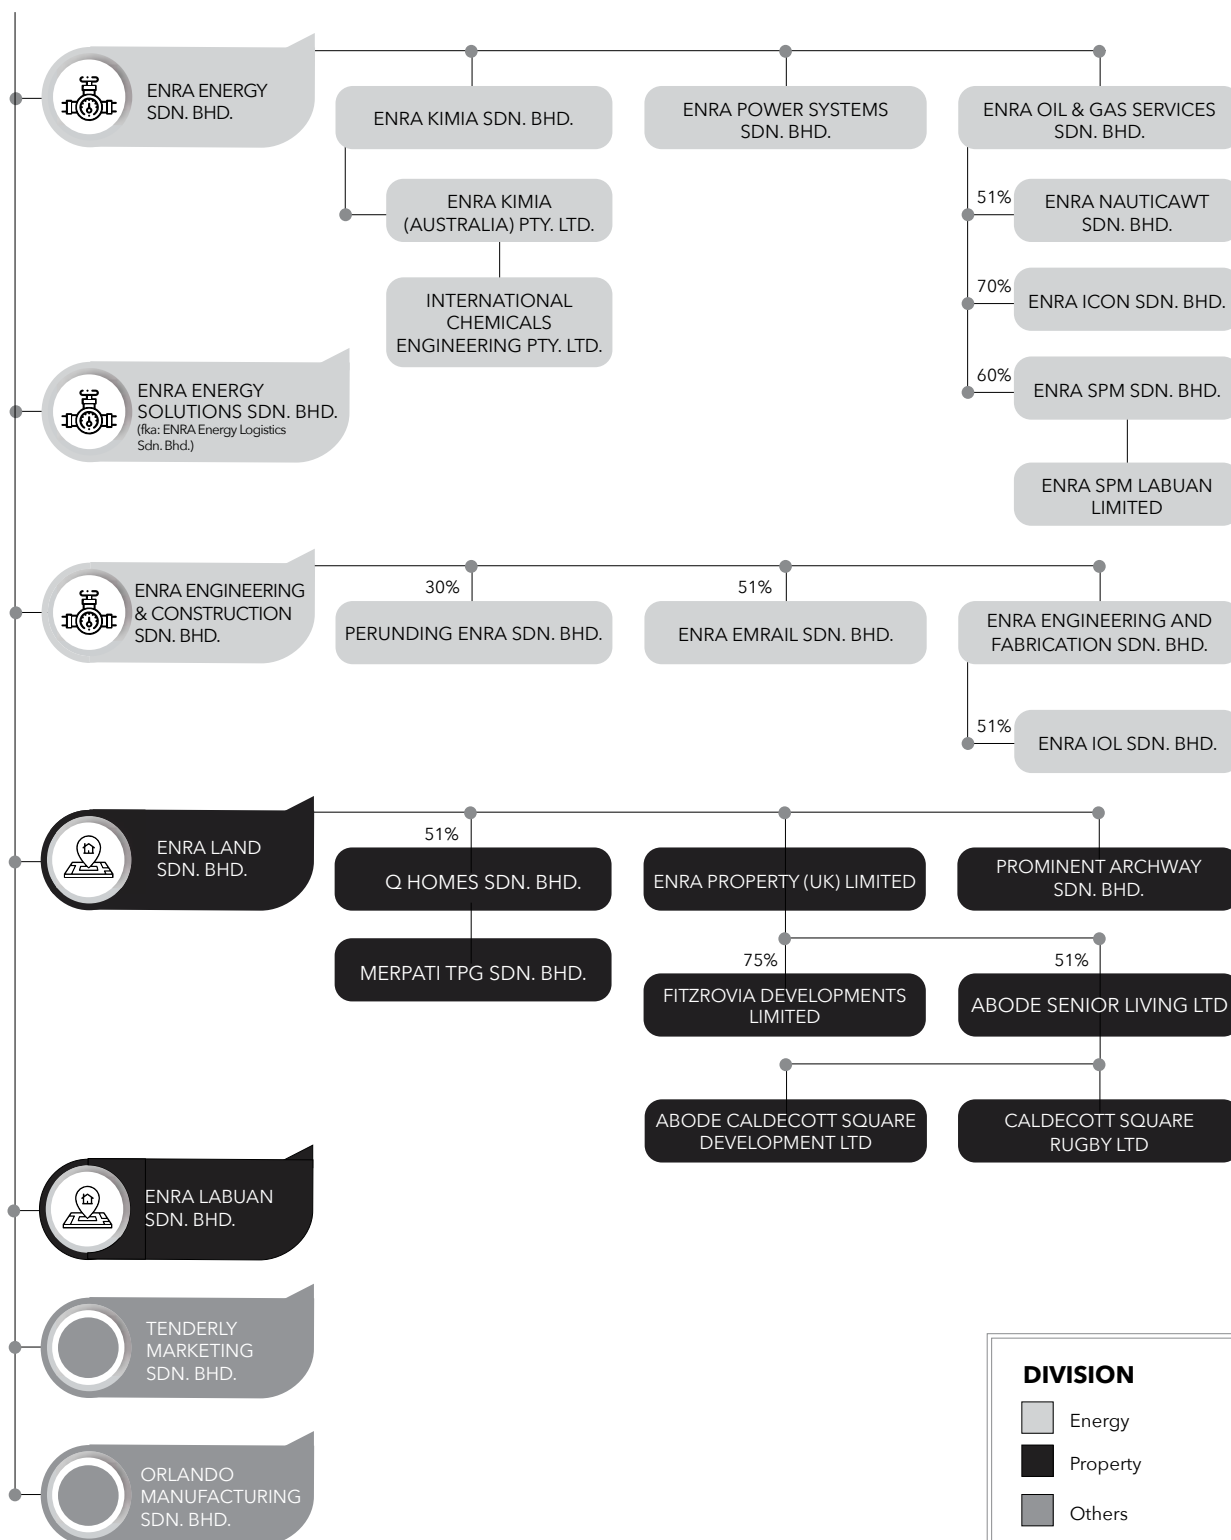 ENRA ENERGY
SDN. BHD.
ENRA KIMIA SDN. BHD.
ENRA POWER SYSTEMS
SDN. BHD.
ENRA OIL & GAS SERVICES
SDN. BHD.
ENRA KIMIA
(AUSTRALIA) PTY. LTD.
INTERNATIONAL
CHEMICALS
ENGINEERING PTY. LTD.
51%
ENRA NAUTICAWT
SDN. BHD.
70%
ENRA ICON SDN. BHD.
60%
ENRA SPM SDN. BHD.
ENRA SPM LABUAN
LIMITED
ENRA ENERGY
SOLUTIONS SDN. BHD.
(fka: ENRA Energy Logistics
Sdn. Bhd.)
ENRA ENGINEERING
& CONSTRUCTION
SDN. BHD.
30%
PERUNDING ENRA SDN. BHD.
51%
ENRA EMRAIL SDN. BHD.
ENRA ENGINEERING AND
FABRICATION SDN. BHD.
51%
ENRA IOL SDN. BHD.
ENRA LAND
SDN. BHD.
51%
Q HOMES SDN. BHD.
MERPATI TPG SDN. BHD.
ENRA PROPERTY (UK) LIMITED
PROMINENT ARCHWAY
SDN. BHD.
75%
FITZROVIA DEVELOPMENTS
LIMITED
51%
ABODE SENIOR LIVING LTD
ABODE CALDECOTT SQUARE
DEVELOPMENT LTD
CALDECOTT SQUARE
RUGBY LTD
ENRA LABUAN
SDN. BHD.
TENDERLY
MARKETING
SDN. BHD.
ORLANDO
MANUFACTURING
SDN. BHD.
DIVISION
Energy
Property
Others